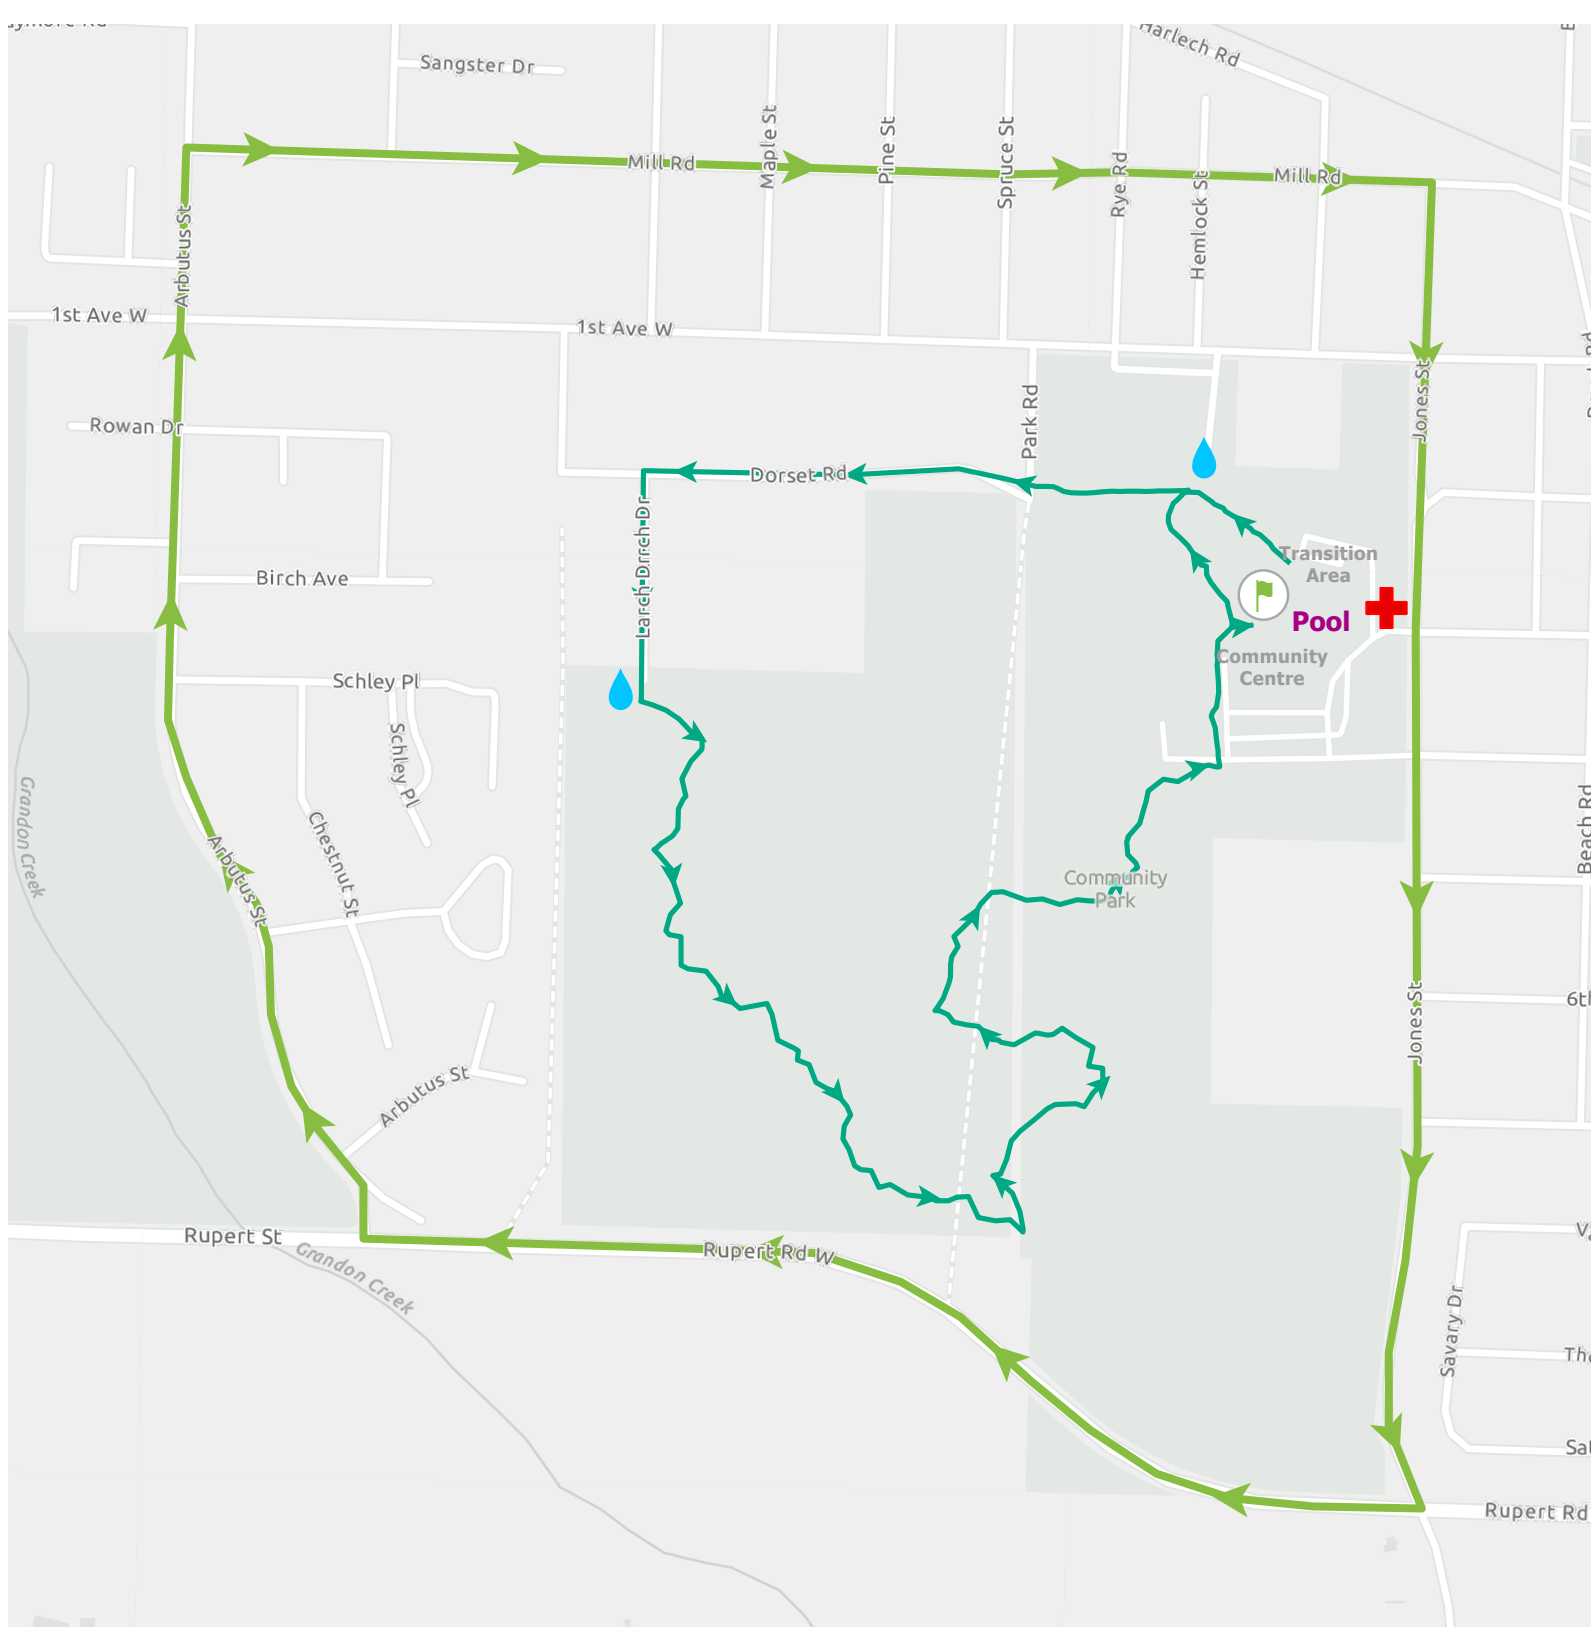 Harlech Rd
Sangster Dr
Maple St
Pine St
Spruce St
Rye Rd
Hemlock St
Mill Rd
Mill Rd
Arbutus St
1st Ave W
1st Ave W
Jones St
Park Rd
Rowan Dr
Dorset Rd
Larch Dr
Transition
Area
Birch Ave
Pool
Community
Centre
Schley Pl
Schley Pl
Grandon Creek
Chestnut St
Arbutus St
Beach Rd
Community
Park
Jones St
Arbutus St
Rupert St
Rupert Rd W
Grandon Creek
Savary Dr
Rupert Rd